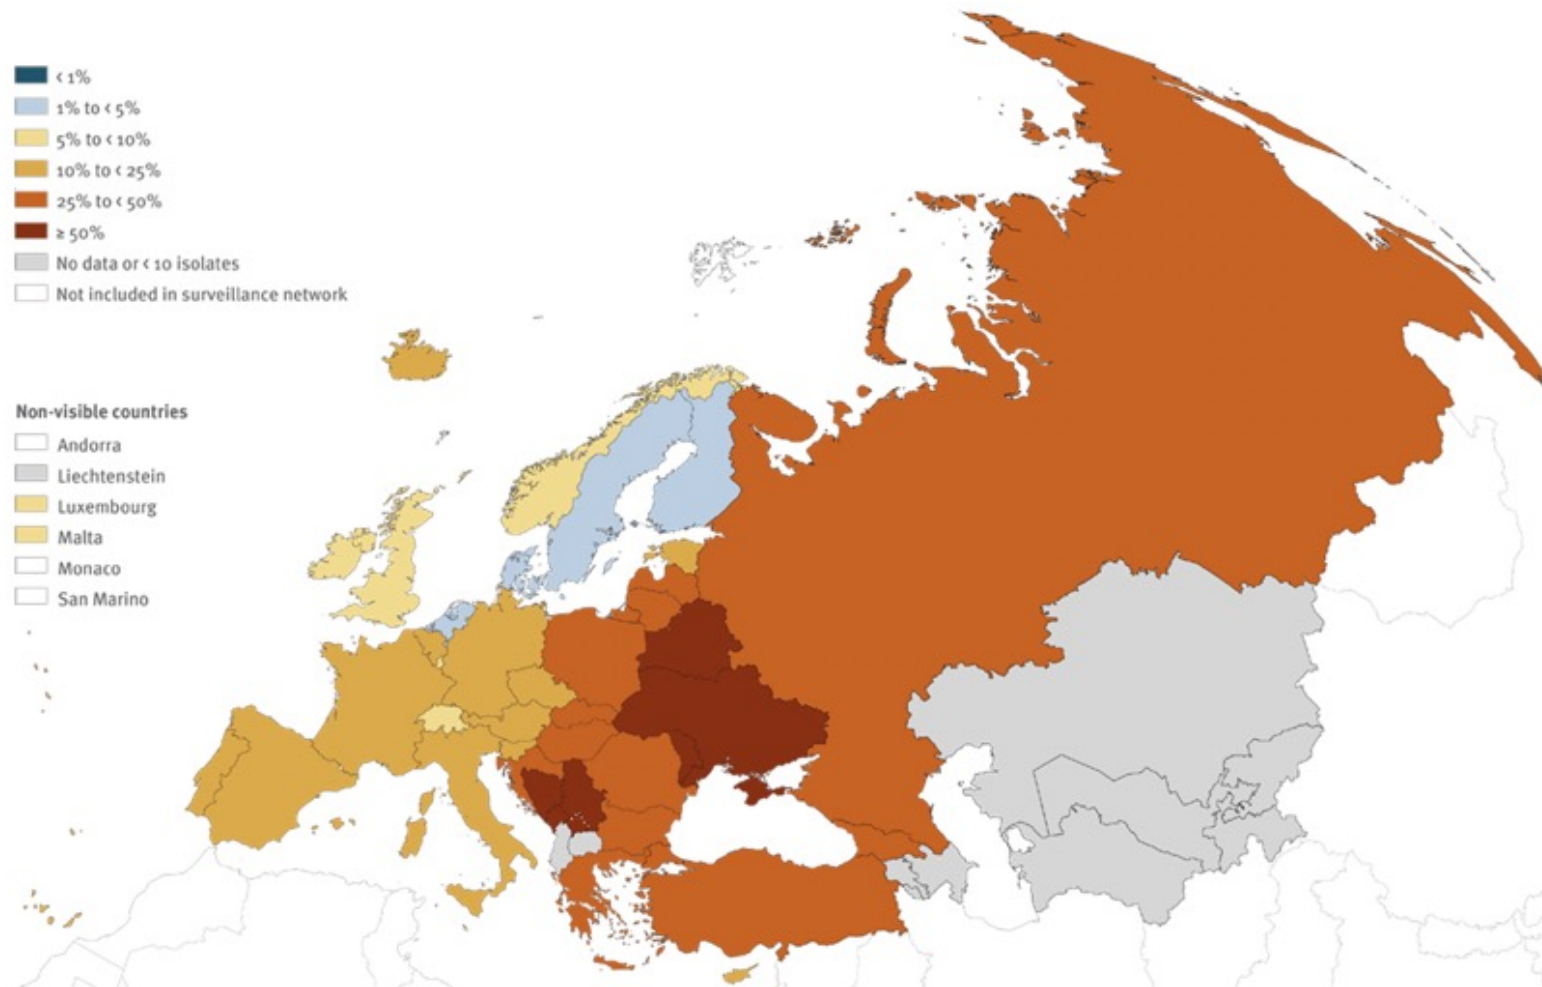 < 1%
1% to < 5%
5% to < 10%
10% to < 25%
25% to < 50%
≥ 50%
No data or < 10 isolates
Not included in surveillance network
Non-visible countries
Andorra
Liechtenstein
Luxembourg
Malta
Monaco
San Marino